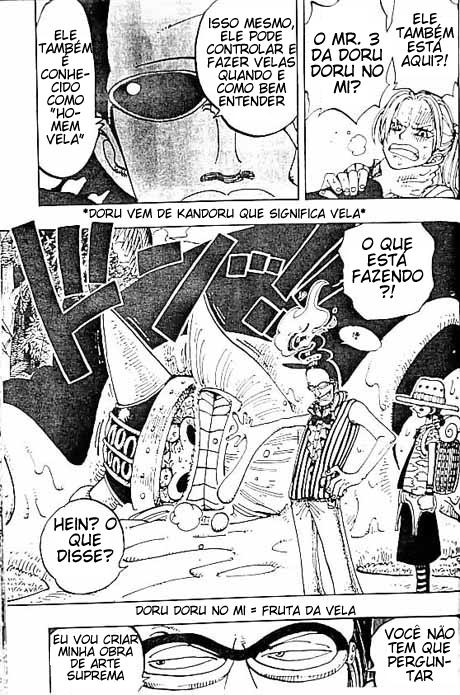 ELE
TAMBÉM
ESTÁ
AQUI?!
O MR. 3
DA DORU
DORU NO
MI?
ISSO MESMO,
ELE PODE
CONTROLAR E
FAZER VELAS
QUANDO E
COMO BEM
ENTENDER
ELE
TAMBÉM
É
CONHE-
CIDO
COMO
"HO-
MEM
VELA"
*DORU VEM DE KANDORU QUE SIGNIFICA VELA*
O QUE
ESTÁ
FAZENDO
?!
ドドン!!
HEIN? O
QUE
DISSE?
DORU DORU NO MI = FRUTA DA VELA
VOCÊ NÃO
TEM QUE
PERGUN-
TAR
EU VOU CRIAR
MINHA OBRA
DE ARTE
SUPREMA